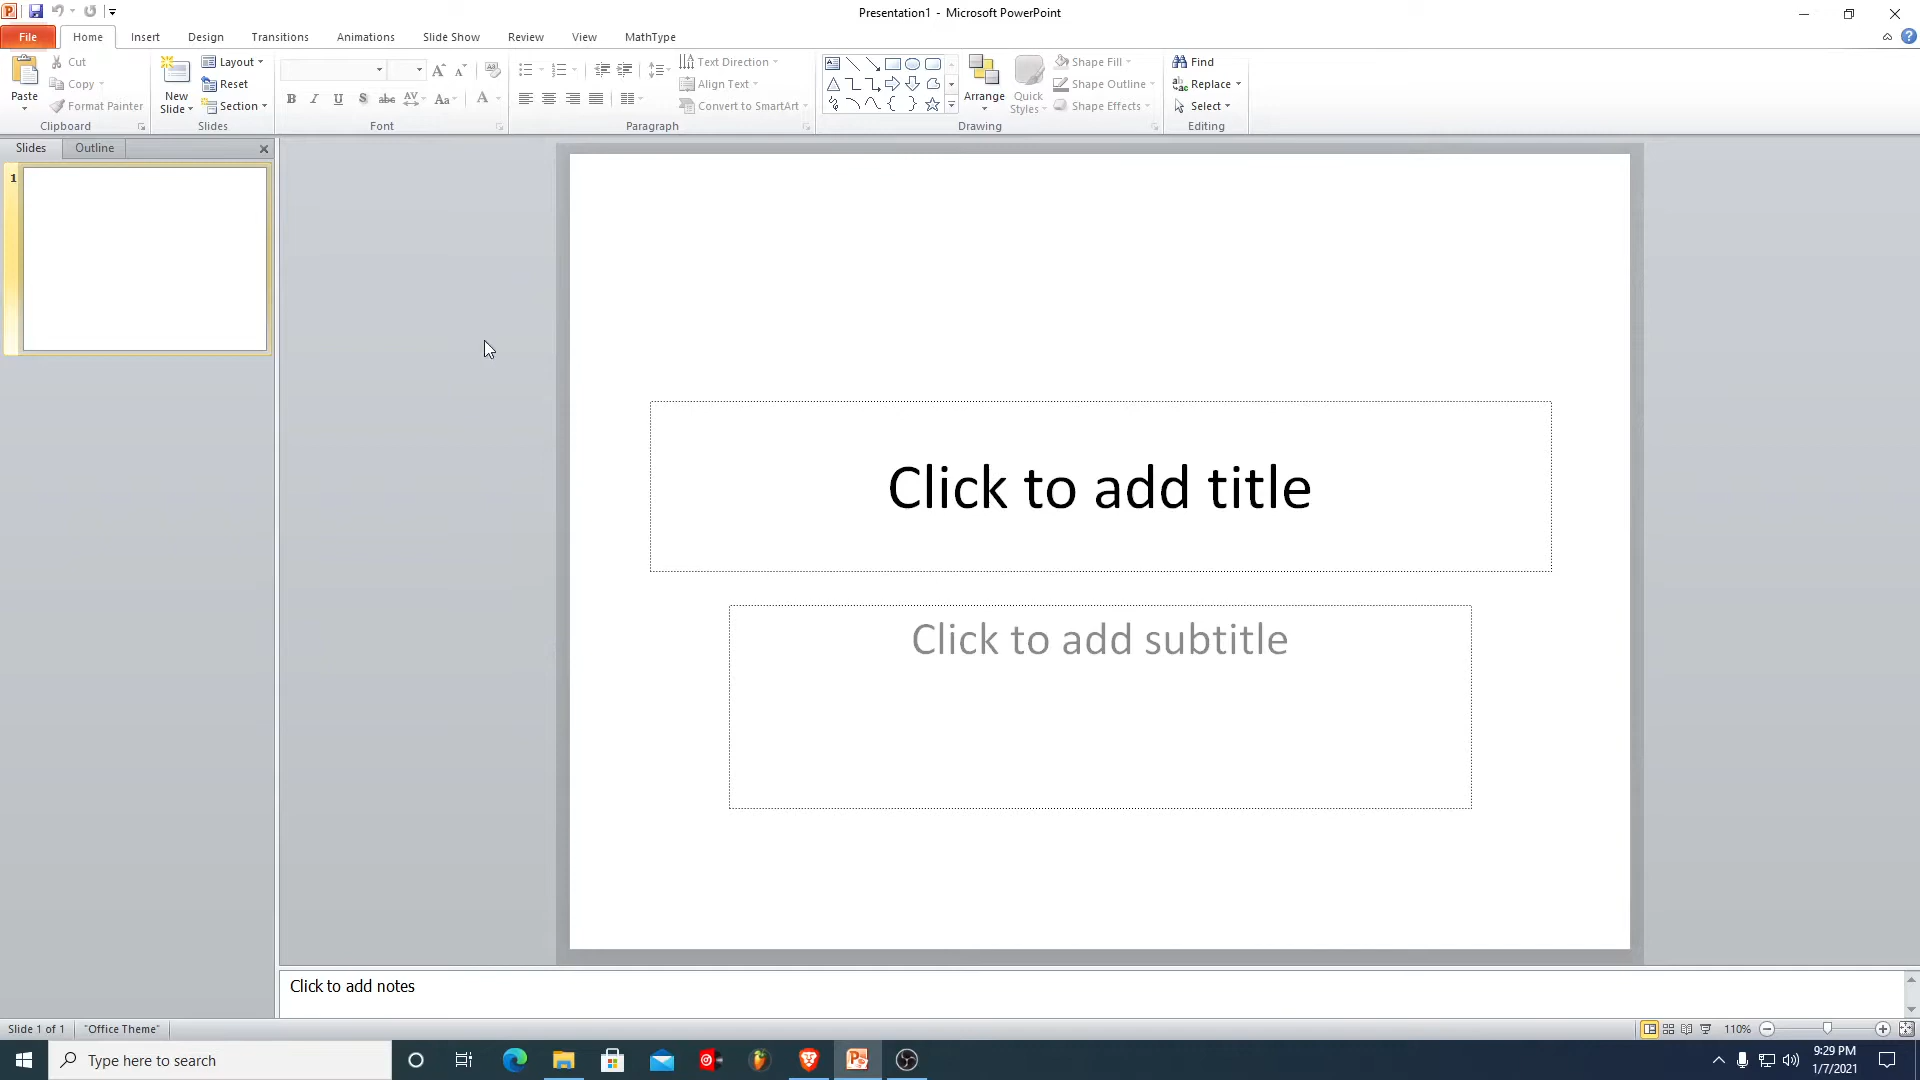 Presentation1 - Microsoft PowerPoint
File Home Insert Design Transitions Animations Slide Show Review View MathType
Paste
Cut
Copy
Format Painter
Clipboard
New Slide
Layout
Reset
Section
Slides
B I U S abc AV Aa A
Font
Text Direction
Align Text
Convert to SmartArt
Paragraph
Arrange
Quick Styles
Shape Fill
Shape Outline
Shape Effects
Drawing
Find
Replace
Select
Editing
Slides Outline
1
Click to add title
Click to add subtitle
Click to add notes
Slide 1 of 1 "Office Theme" 110%
Type here to search
9:29 PM
1/7/2021